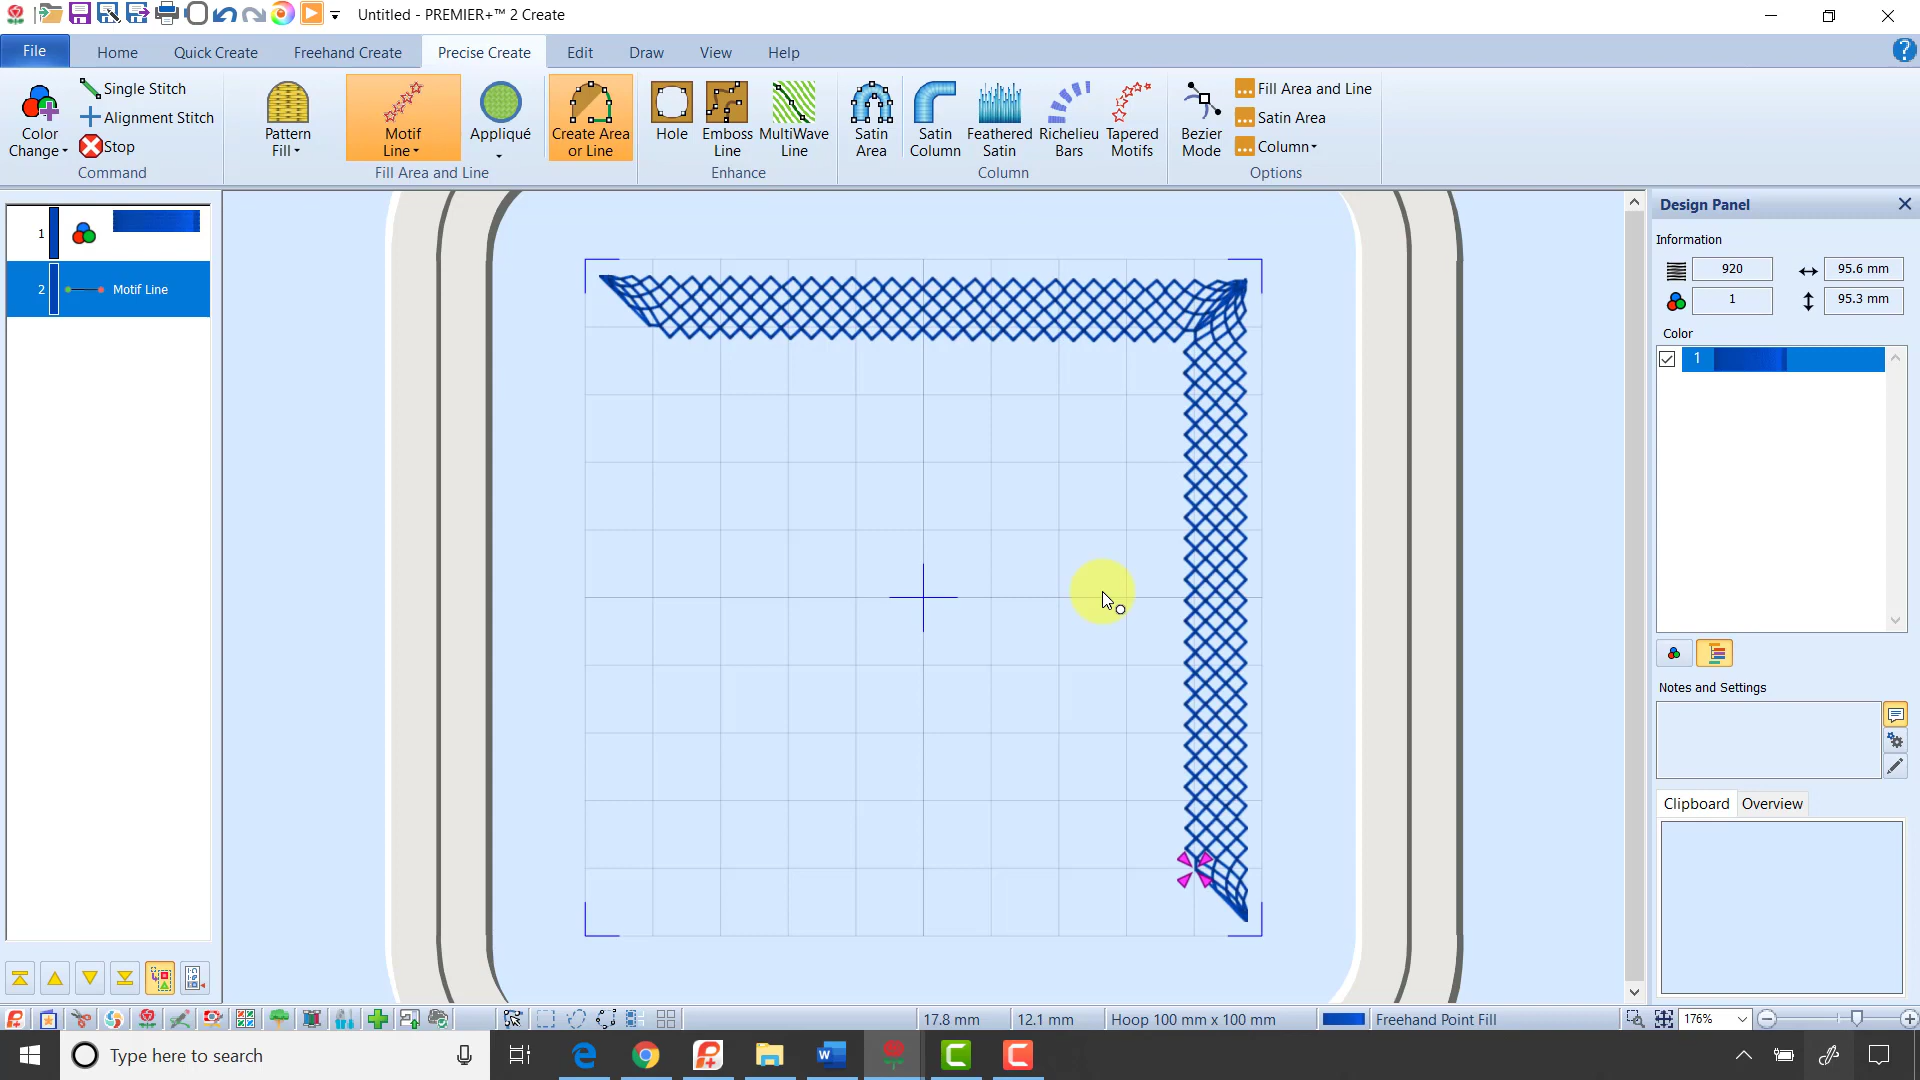 Untitled - PREMIER+™ 2 Create
File Home Quick Create Freehand Create Precise Create Edit Draw View Help
Color Change
Single Stitch
Alignment Stitch
Stop
Command
Pattern Fill
Motif Line
Appliqué
Create Area or Line
Fill Area and Line
Hole
Emboss Line
MultiWave Line
Enhance
Satin Area
Satin Column
Feathered Satin
Richelieu Bars
Tapered Motifs
Column
Bezier Mode
Fill Area and Line
Satin Area
Column
Options
1
2 Motif Line
Design Panel
Information
920 95.6 mm
1 95.3 mm
Color
1
Notes and Settings
Clipboard Overview
17.8 mm 12.1 mm Hoop 100 mm x 100 mm Freehand Point Fill 176%
Type here to search